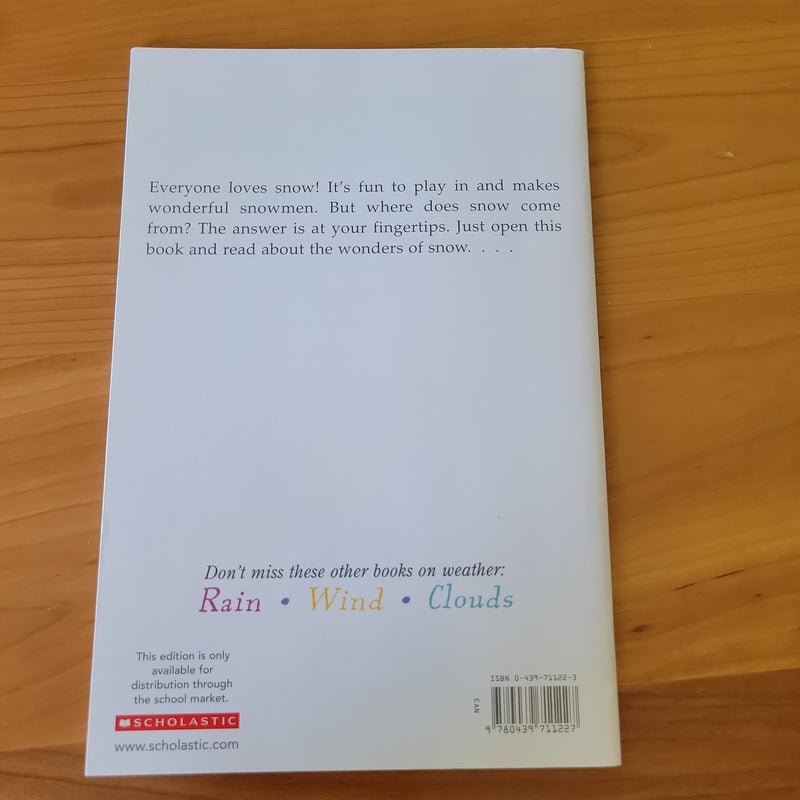 Everyone loves snow! It's fun to play in and makes
wonderful snowmen. But where does snow come
from? The answer is at your fingertips. Just open this
book and read about the wonders of snow. . . .
Don't miss these other books on weather:
Rain • Wind • Clouds
This edition is only
available for
distribution through
the school market.
SCHOLASTIC
www.scholastic.com
ISBN 0-439-71122-3
CAN
9 780439 711227